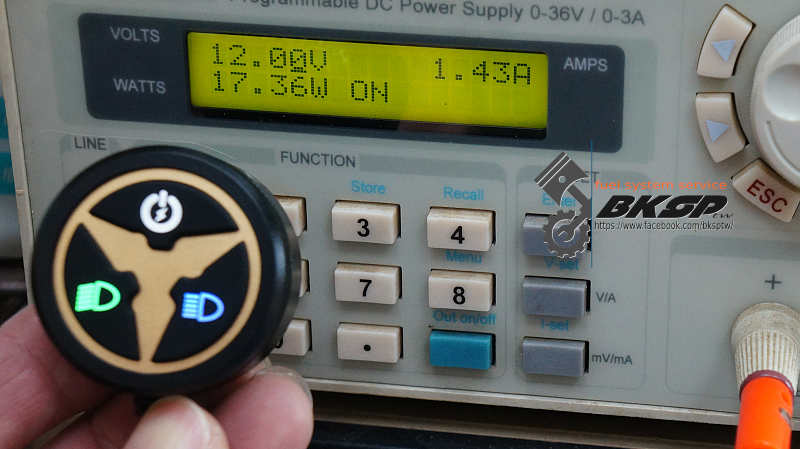 Programmable DC Power Supply 0-36V / 0-3A
VOLTS
12.00V 1.43A
AMPS
WATTS
17.36W ON
LINE
FUNCTION
Store
Recall
3
4
ESC
fuel system service
BKSP
https://www.facebook.com/bksptw/
Menu
V-set
7
8
V/A
Out on/off
I-set
.
mV/mA
+